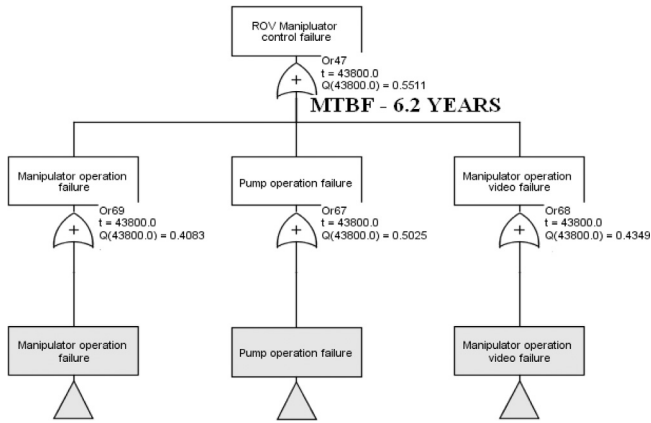 ROV Manipluator
control failure
Or47
t = 43800.0
Q(43800.0) = 0.5511
MTBF - 6.2 YEARS
Manipulator operation
failure
Or69
t = 43800.0
Q(43800.0) = 0.4083
Pump operation failure
Or67
t = 43800.0
Q(43800.0) = 0.5025
Manipulator operation
video failure
Or68
t = 43800.0
Q(43800.0) = 0.4349
Manipulator operation
failure
Pump operation failure
Manipulator operation
video failure